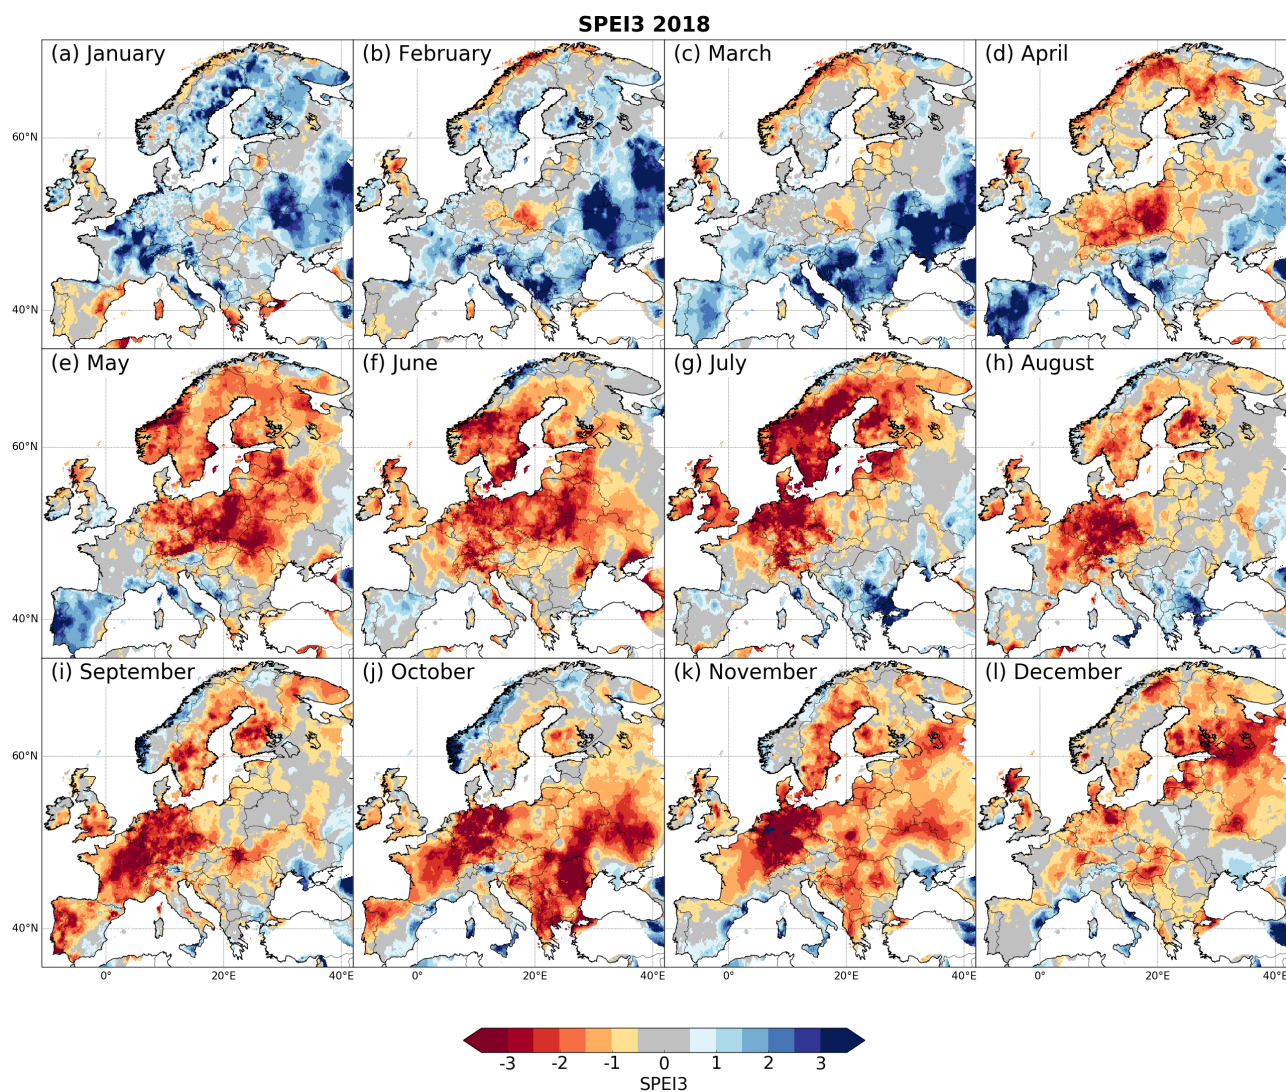 SPEI3 2018
(a) January
(b) February
(c) March
(d) April
60°N
40°N
(e) May
(f) June
(g) July
(h) August
60°N
40°N
(i) September
(j) October
(k) November
(l) December
60°N
40°N
0° 20°E 40°E 0° 20°E 40°E 0° 20°E 40°E 0° 20°E 40°E
-3 -2 -1 0 1 2 3
SPEI3